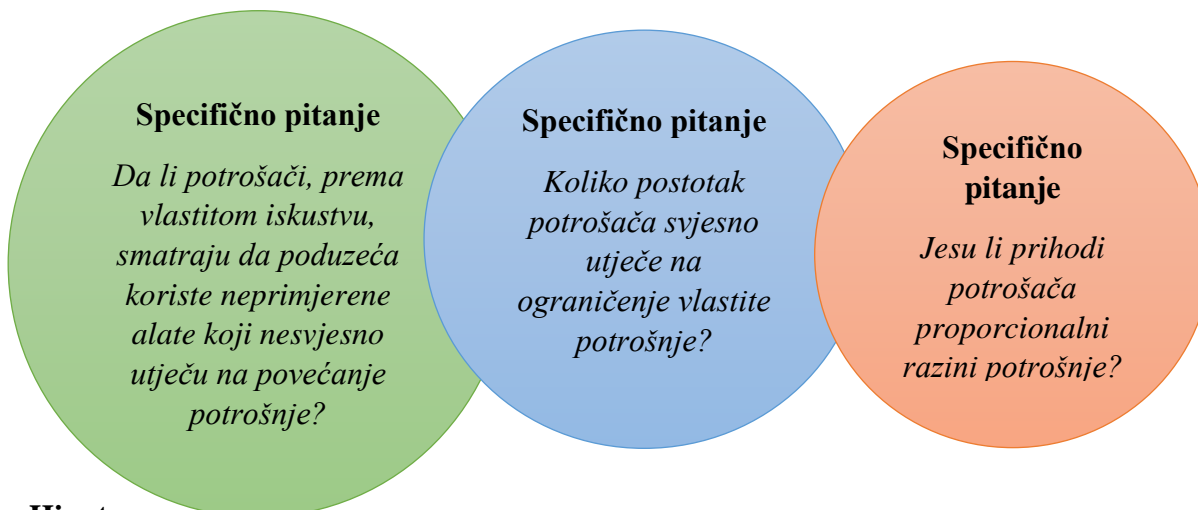 Specifično pitanje
Da li potrošači, prema
vlastitom iskustvu,
smatraju da poduzeća
koriste neprimjerene
alate koji nesvjesno
utječu na povećanje
potrošnje?
Specifično pitanje
Koliko postotak
potrošača svjesno
utječe na
ograničenje vlastite
potrošnje?
Specifično
pitanje
Jesu li prihodi
potrošača
proporcionalni
razini potrošnje?